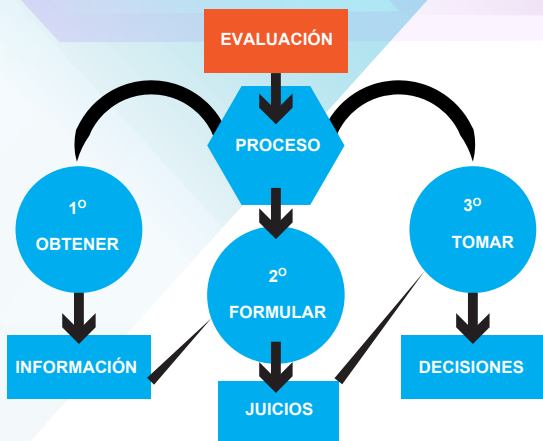 EVALUACIÓN
PROCESO
1º
OBTENER
INFORMACIÓN
2º
FORMULAR
JUICIOS
3º
TOMAR
DECISIONES